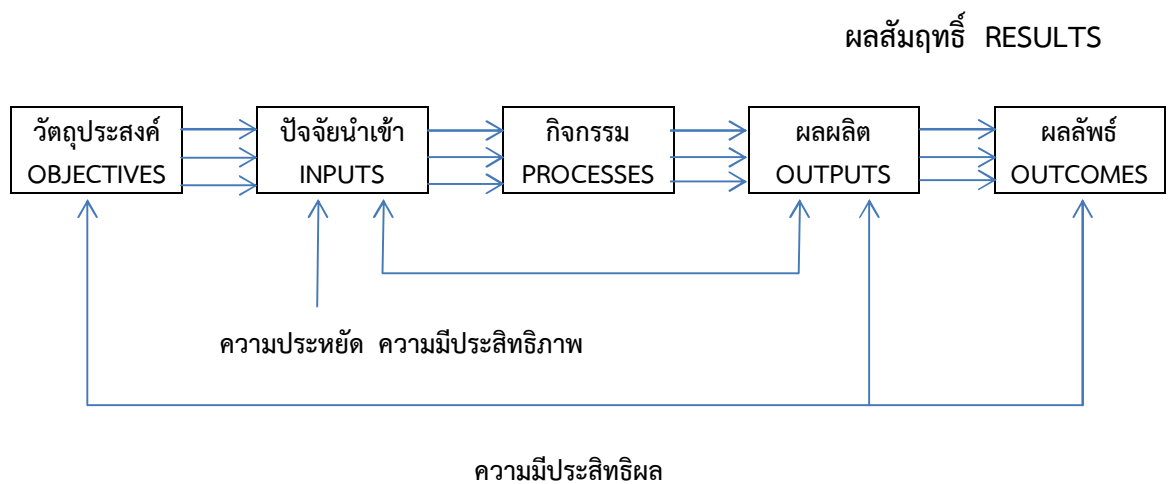 ผลสัมฤทธิ์ RESULTS
วัตถุประสงค์
OBJECTIVES
ปัจจัยนำเข้า
INPUTS
กิจกรรม
PROCESSES
ผลผลิต
OUTPUTS
ผลลัพธ์
OUTCOMES
ความประหยัด ความมีประสิทธิภาพ
ความมีประสิทธิผล